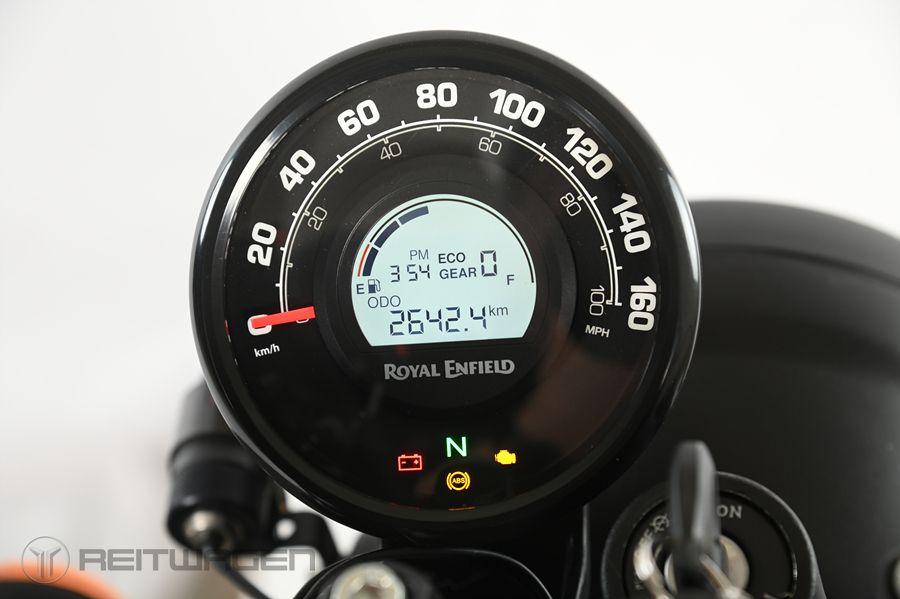 0 20 40 60 80 100 120 140 160
20 40 60 80 100
km/h
MPH
PM ECO
3 54 GEAR 0
E F
ODO
2642.4 km
ROYAL ENFIELD
N
ABS
ON
REITWAGEN